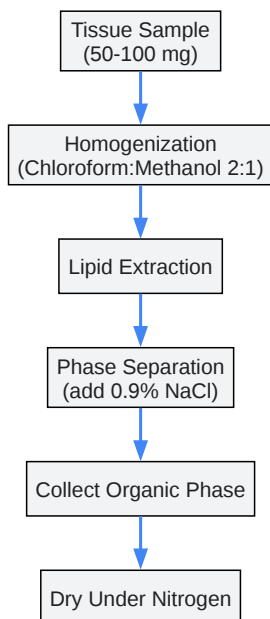 Tissue Sample
(50-100 mg)
Homogenization
(Chloroform:Methanol 2:1)
Lipid Extraction
Phase Separation
(add 0.9% NaCl)
Collect Organic Phase
Dry Under Nitrogen